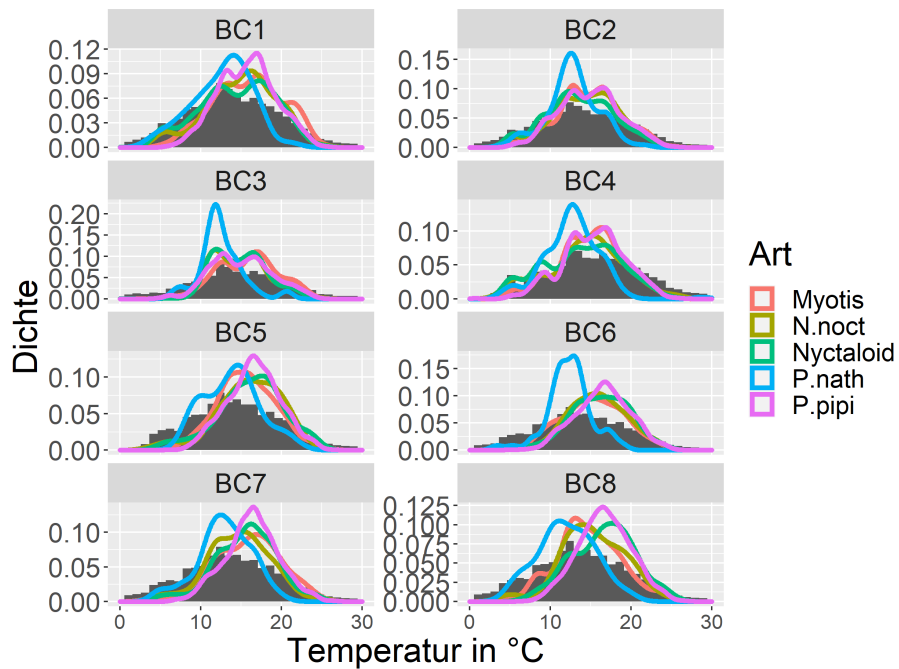 BC1 BC2
0.12
0.09
0.06
0.03
0.00
0.15
0.10
0.05
0.00
BC3 BC4
0.20
0.15
0.10
0.05
0.00
0.10
0.05
0.00
BC5 BC6
0.10
0.05
0.00
0.15
0.10
0.05
0.00
BC7 BC8
0.10
0.05
0.00
0.125
0.100
0.075
0.050
0.025
0.000
0 10 20 30 0 10 20 30
Temperatur in °C
Dichte
Art
Myotis
N.noct
Nyctaloid
P.nath
P.pipi